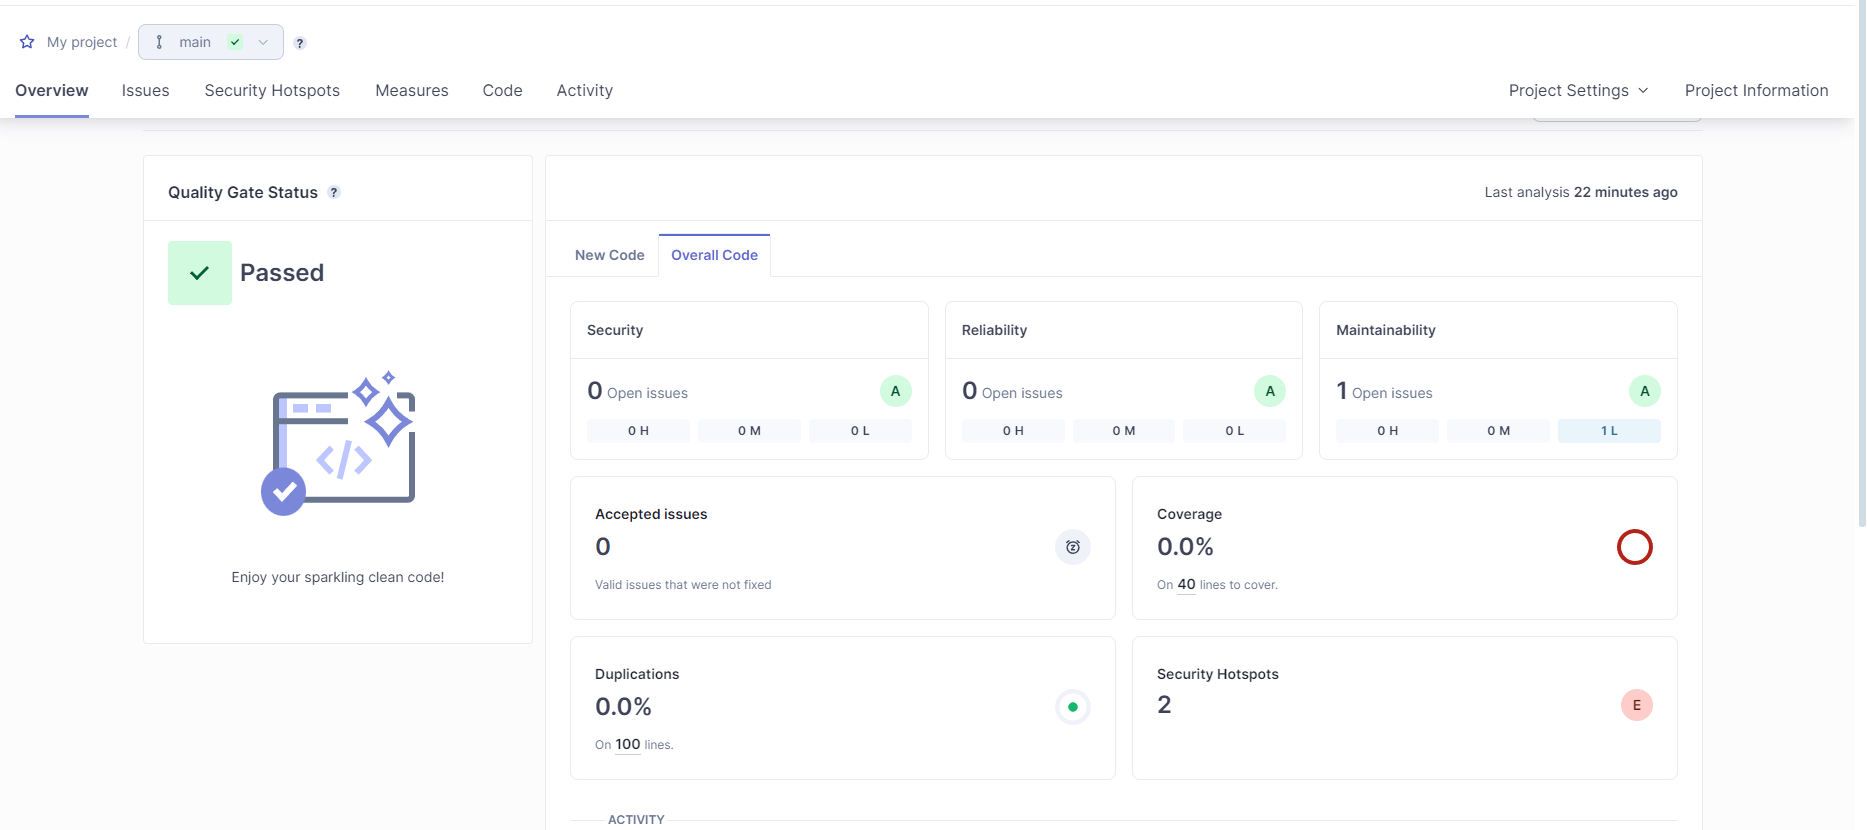 My project / main
?
Overview Issues Security Hotspots Measures Code Activity Project Settings Project Information
Quality Gate Status ?
Passed
</>
Enjoy your sparkling clean code!
Last analysis 22 minutes ago
New Code Overall Code
Security
0 Open issues A
0 H 0 M 0 L
Reliability
0 Open issues A
0 H 0 M 0 L
Maintainability
1 Open issues A
0 H 0 M 1 L
Accepted issues
0
Valid issues that were not fixed
Coverage
0.0%
On 40 lines to cover.
Duplications
0.0%
On 100 lines.
Security Hotspots
2 E
ACTIVITY